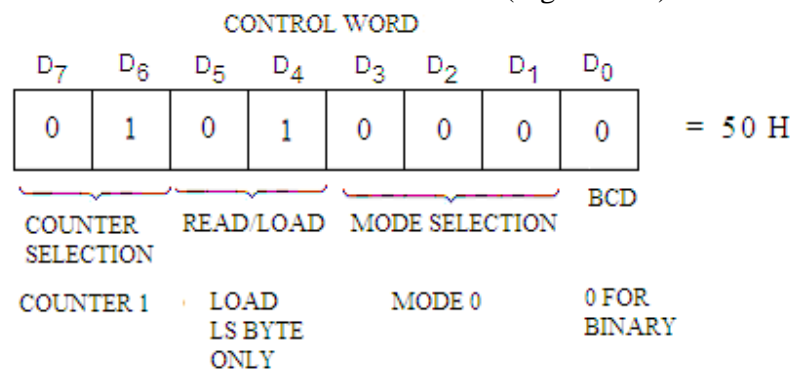 CONTROL WORD
D7 D6 D5 D4 D3 D2 D1 D0
0 1 0 1 0 0 0 0 = 50 H
COUNTER SELECTION READ/LOAD MODE SELECTION BCD
COUNTER 1 LOAD LS BYTE ONLY MODE 0 0 FOR BINARY